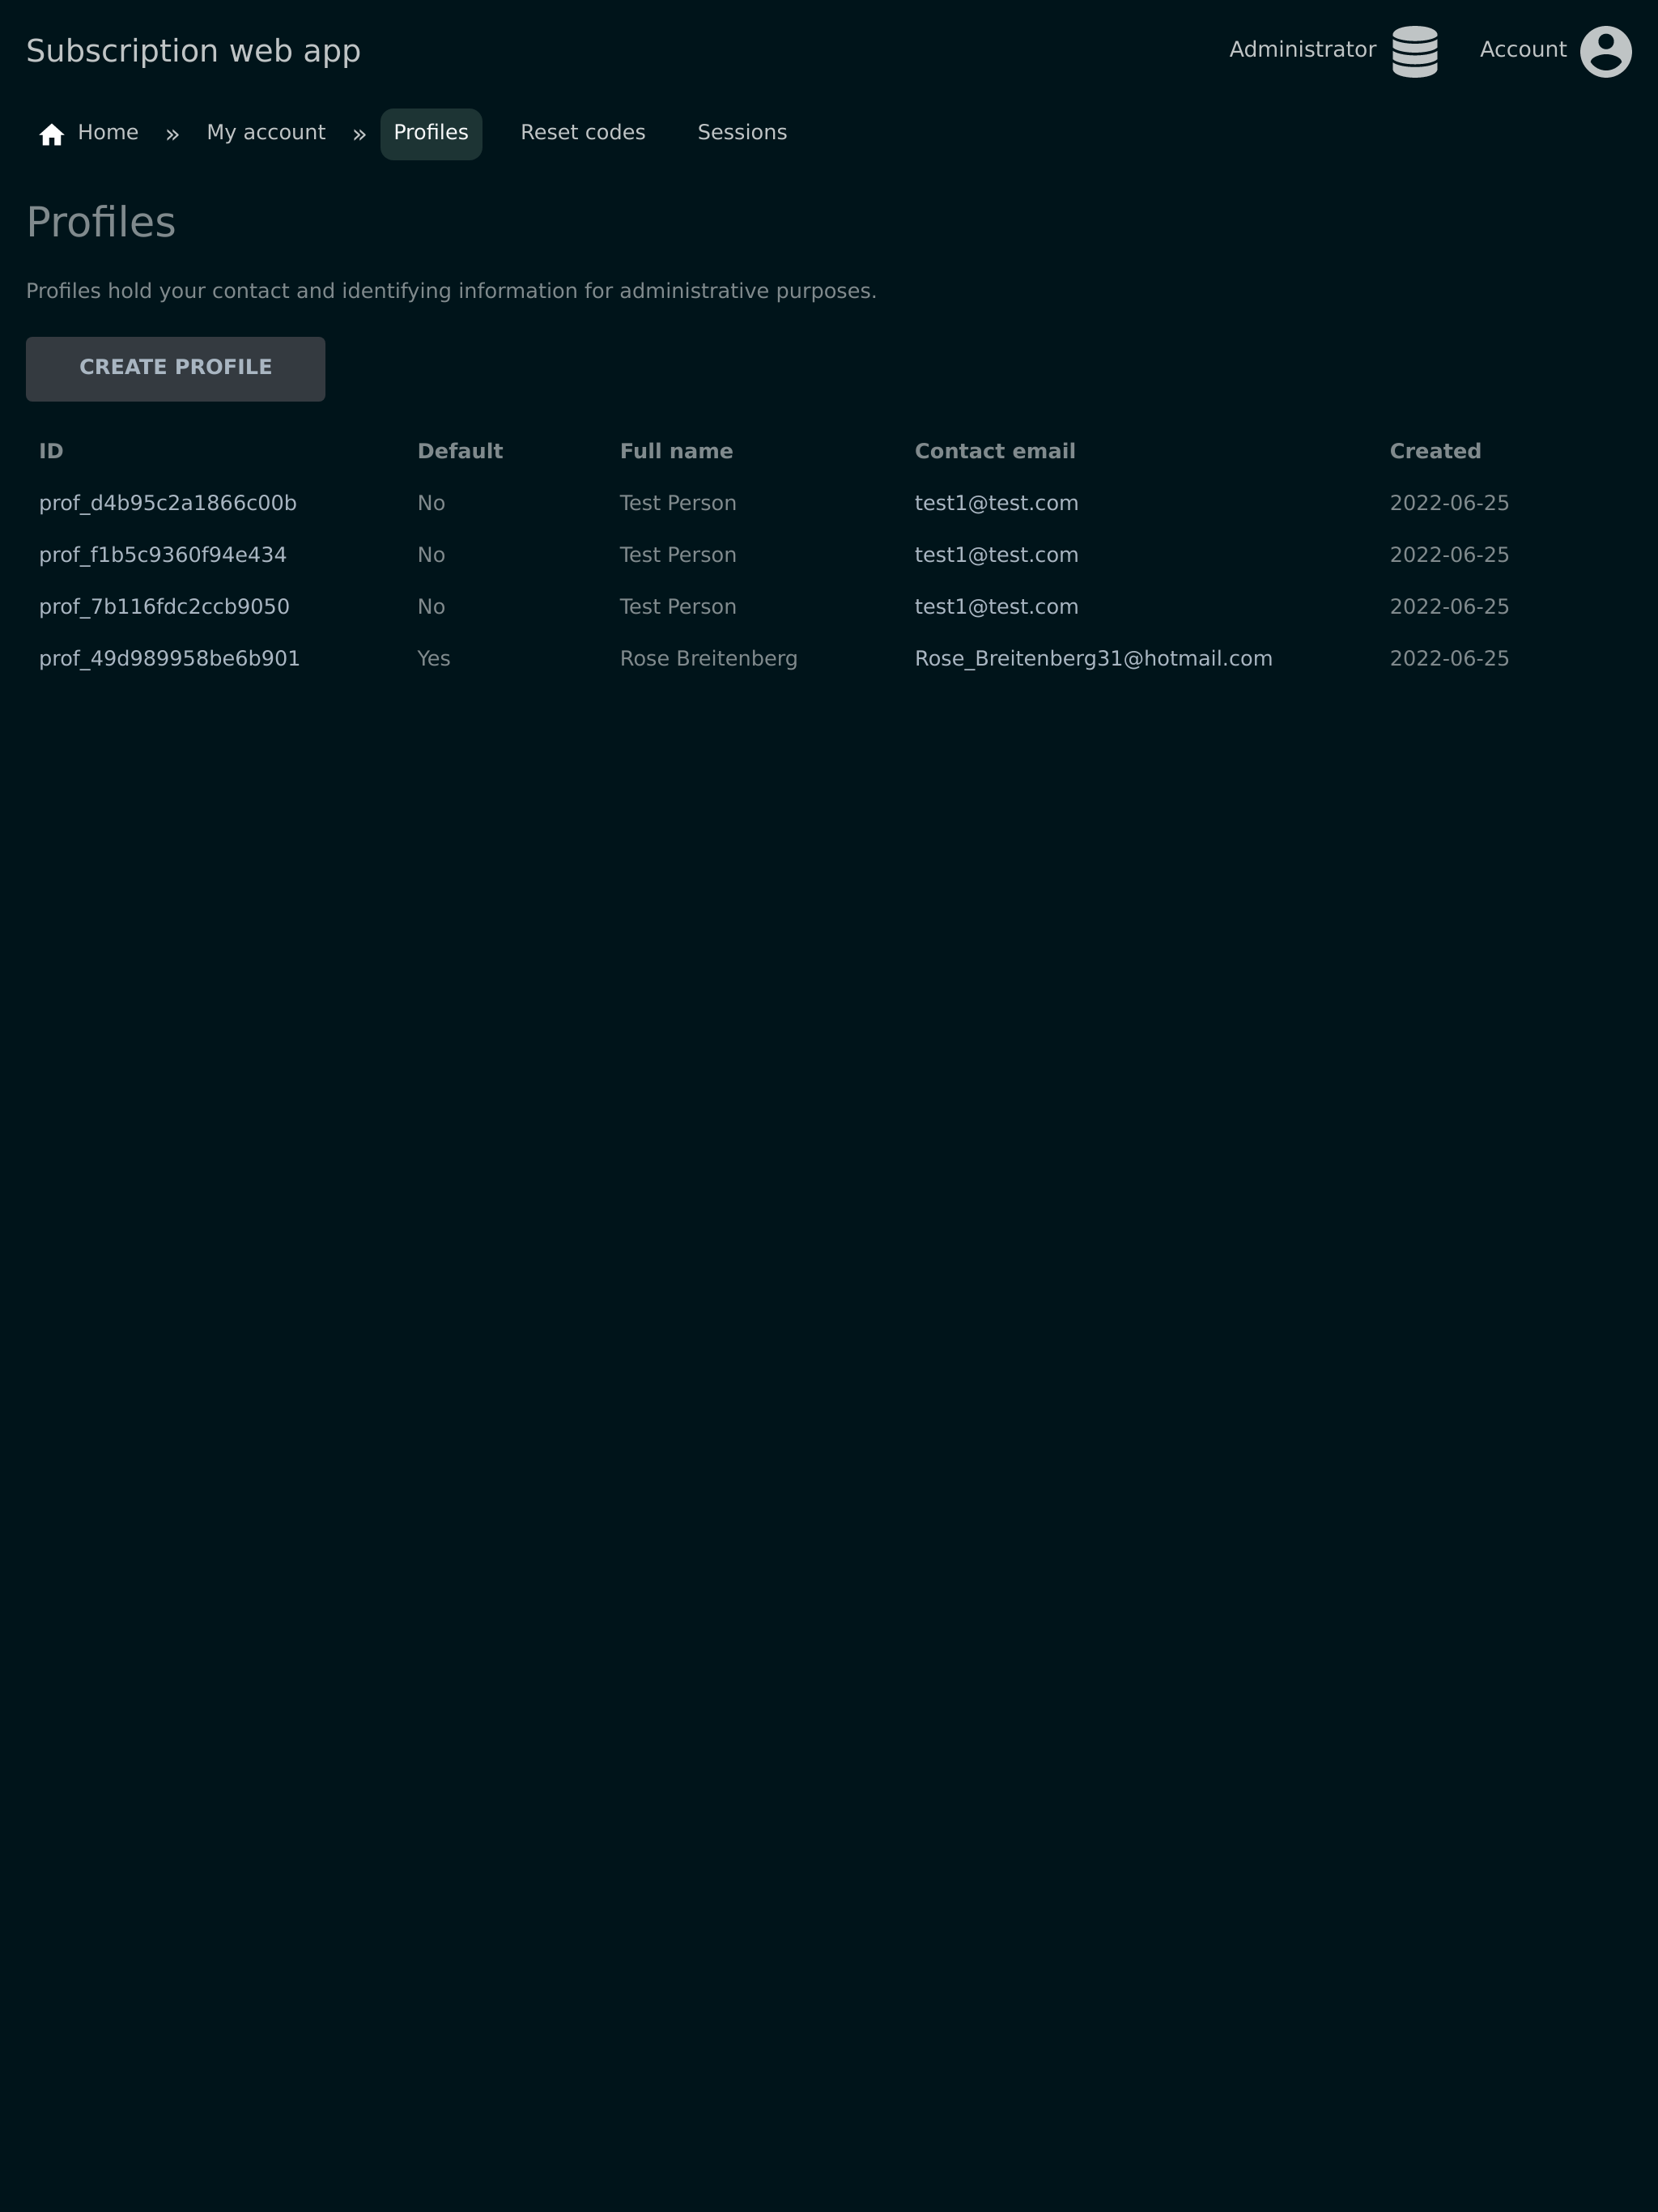 Subscription web app
Administrator Account
Home » My account » Profiles Reset codes Sessions
Profiles
Profiles hold your contact and identifying information for administrative purposes.
CREATE PROFILE
ID Default Full name Contact email Created
prof_d4b95c2a1866c00b No Test Person test1@test.com 2022-06-25
prof_f1b5c9360f94e434 No Test Person test1@test.com 2022-06-25
prof_7b116fdc2ccb9050 No Test Person test1@test.com 2022-06-25
prof_49d989958be6b901 Yes Rose Breitenberg Rose_Breitenberg31@hotmail.com 2022-06-25